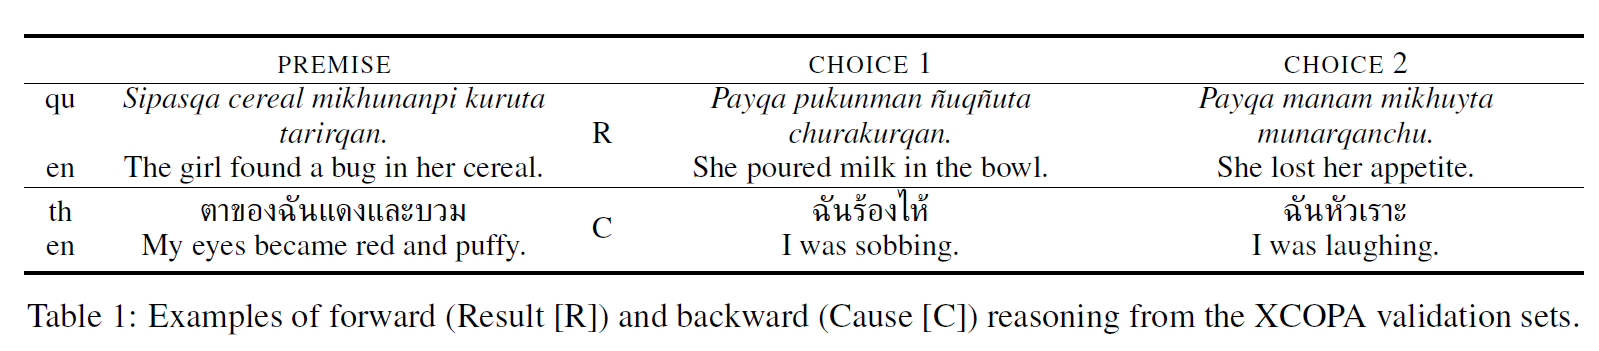 PREMISE CHOICE 1 CHOICE 2
qu Sipasqa cereal mikhunanpi kuruta Payqa pukunman ñuqñuta Payqa manam mikhuyta
tarirqan. R churakurqan. munarqanchu.
en The girl found a bug in her cereal. She poured milk in the bowl. She lost her appetite.
th ตาของฉันแดงและบวม C ฉันร้องไห้ ฉันหัวเราะ
en My eyes became red and puffy. I was sobbing. I was laughing.
Table 1: Examples of forward (Result [R]) and backward (Cause [C]) reasoning from the XCOPA validation sets.